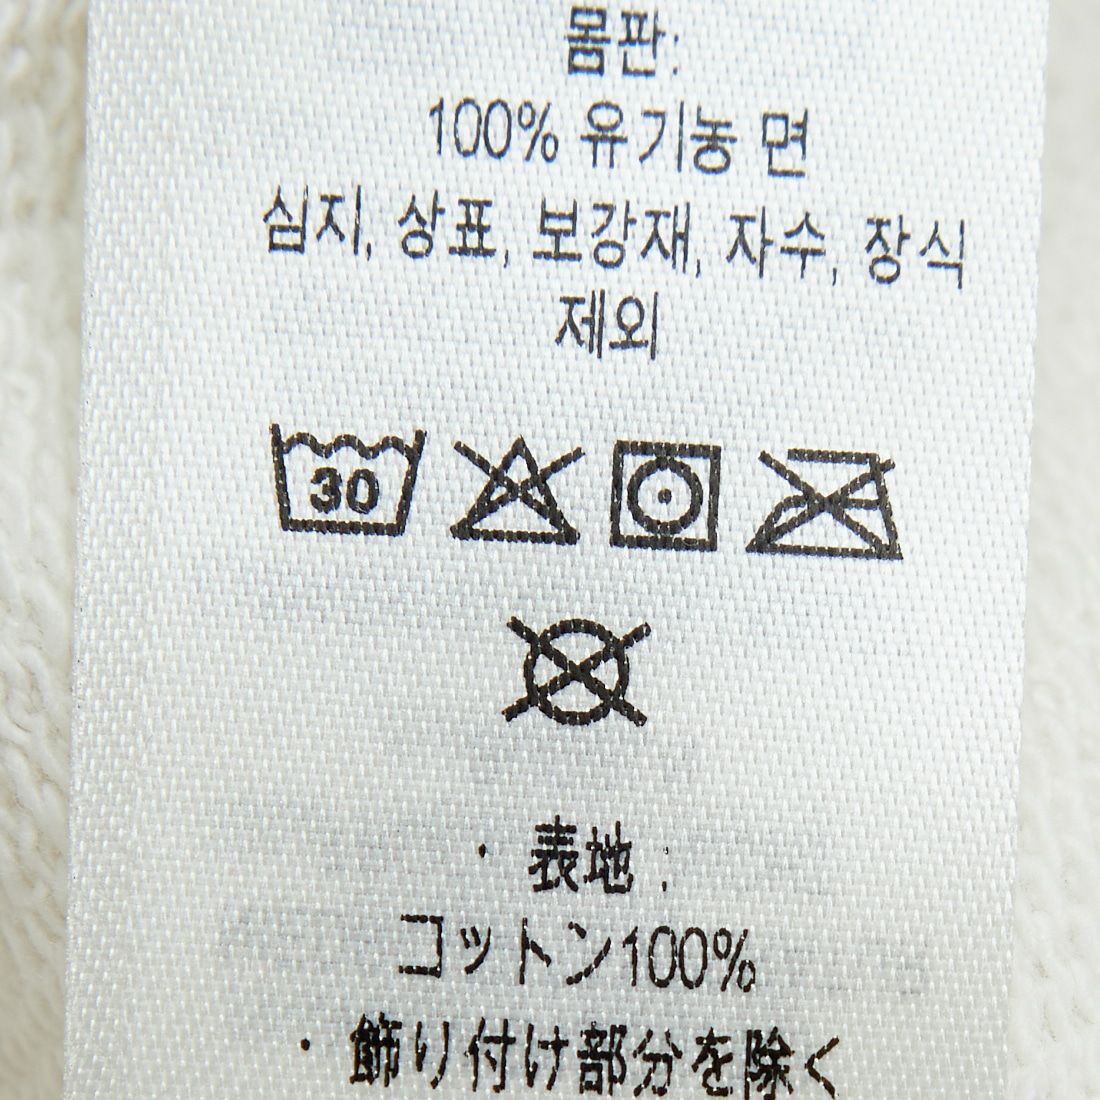 몸판:
100% 유기농 면
심지, 상표, 보강재, 자수, 장식
제외
30
・表地:
コットン100%
・飾り付け部分を除く